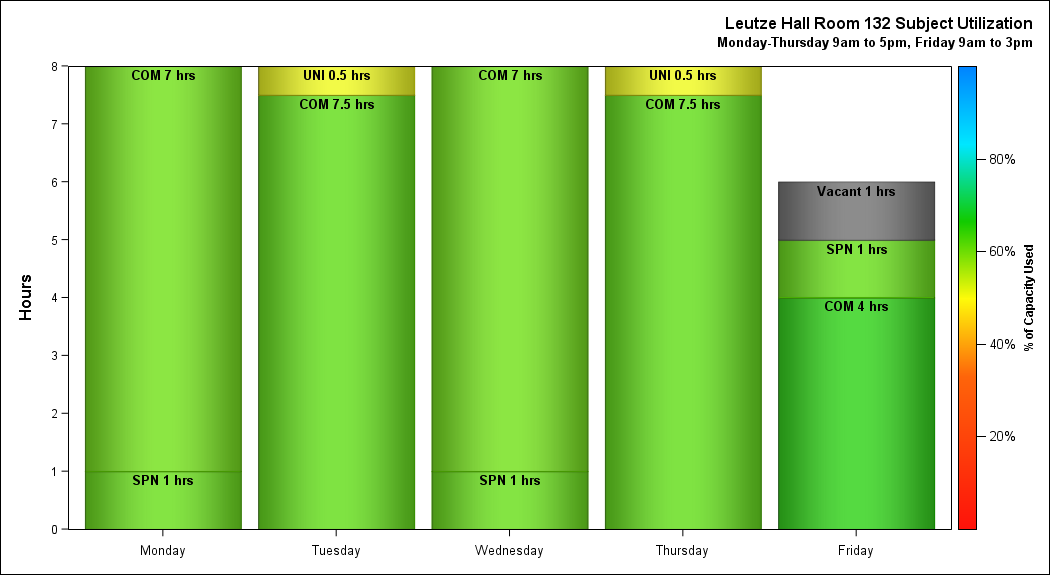 Leutze Hall Room 132 Subject Utilization
Monday-Thursday 9am to 5pm, Friday 9am to 3pm
8
7
6
5
4
3
2
1
0
Hours
COM 7 hrs
SPN 1 hrs
UNI 0.5 hrs
COM 7.5 hrs
COM 7 hrs
SPN 1 hrs
UNI 0.5 hrs
COM 7.5 hrs
Vacant 1 hrs
SPN 1 hrs
COM 4 hrs
Monday
Tuesday
Wednesday
Thursday
Friday
80%
60%
40%
20%
% of Capacity Used